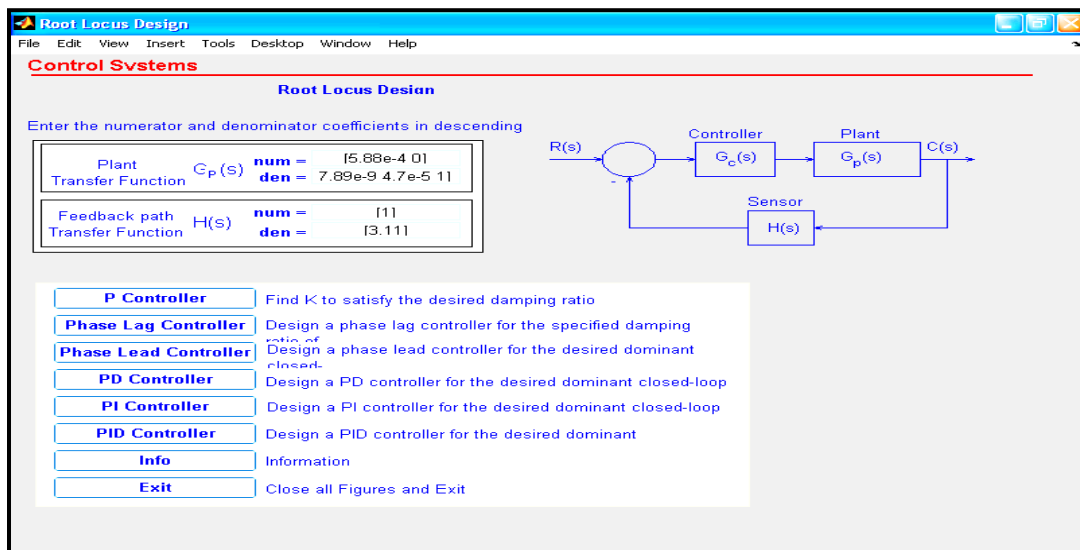 Root Locus Design
File Edit View Insert Tools Desktop Window Help
Control Systems
Root Locus Design
Enter the numerator and denominator coefficients in descending
Plant
Transfer Function
GP(s)
num = [5.88e-4 0]
den = 7.89e-9 4.7e-5 1]
Feedback path
Transfer Function
H(s)
num = [1]
den = [3.11]
R(s)
Controller
Gc(s)
Plant
Gp(s)
C(s)
-
Sensor
H(s)
P Controller Find K to satisfy the desired damping ratio
Phase Lag Controller Design a phase lag controller for the specified damping
ratio of
Phase Lead Controller Design a phase lead controller for the desired dominant
closed-
PD Controller Design a PD controller for the desired dominant closed-loop
PI Controller Design a PI controller for the desired dominant closed-loop
PID Controller Design a PID controller for the desired dominant
Info Information
Exit Close all Figures and Exit